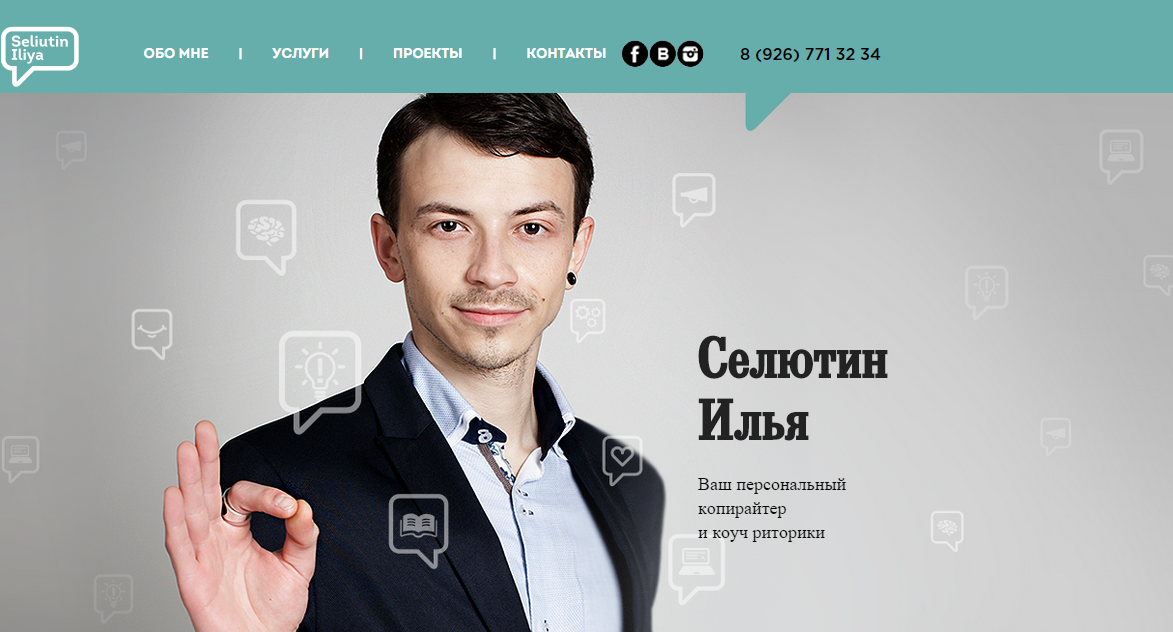 Seliutin
Iliya
ОБО МНЕ | УСЛУГИ | ПРОЕКТЫ | КОНТАКТЫ f B 8 (926) 771 32 34
Селютин
Илья
Ваш персональный
копирайтер
и коуч риторики